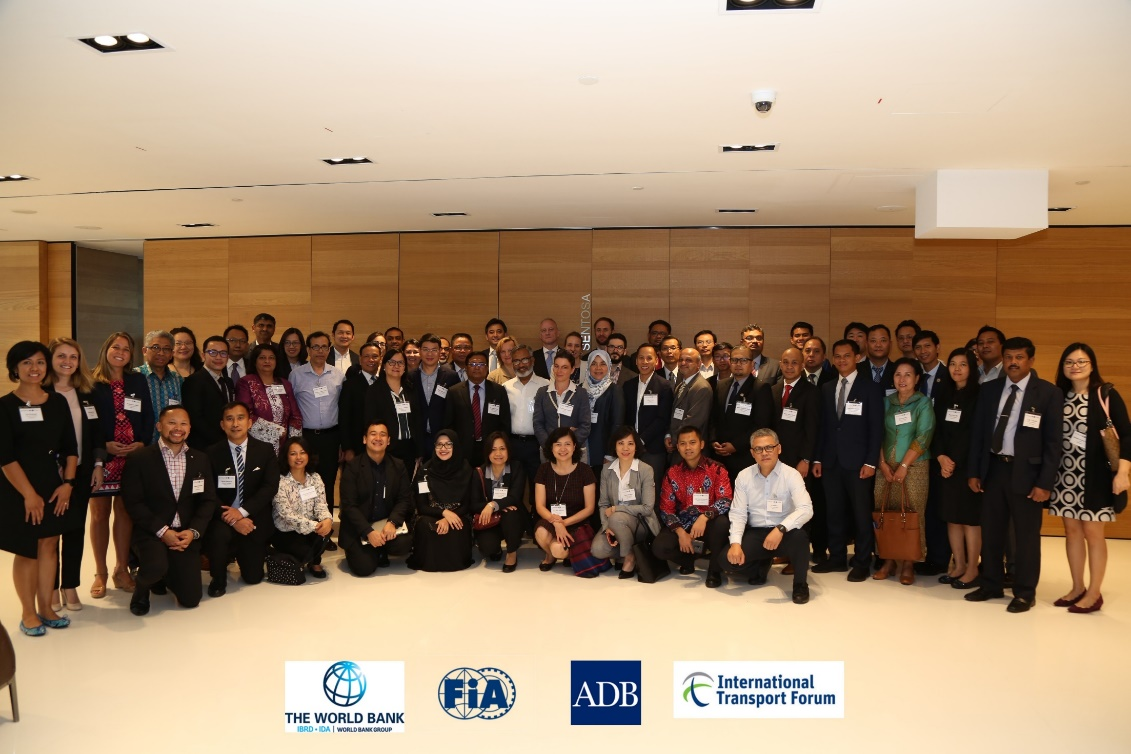 SENTOSA
THE WORLD BANK
IBRD • IDA | WORLD BANK GROUP
FiA
ADB
International
Transport Forum